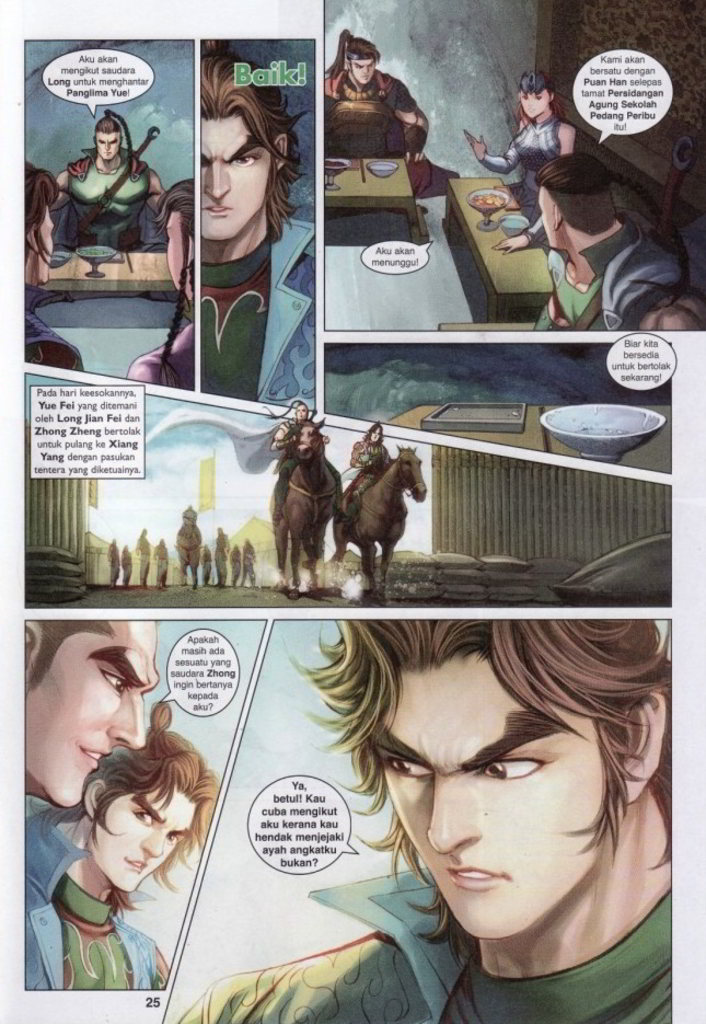 Aku akan
mengikut saudara
Long untuk menghantar
Panglima Yue!
Baik!
Kami akan
bersatu dengan
Puan Han selepas
tamat Persidangan
Agung Sekolah
Pedang Peribu
itu!
Aku akan
menunggu!
Biar kita
bersedia
untuk bertolak
sekarang!
Pada hari keesokannya,
Yue Fei yang ditemani
oleh Long Jian Fei dan
Zhong Zheng bertolak
untuk pulang ke Xiang
Yang dengan pasukan
tentera yang diketuainya.
Apakah
masih ada
sesuatu yang
saudara Zhong
ingin bertanya
kepada
aku?
Ya,
betul! Kau
cuba mengikut
aku kerana kau
hendak menjejaki
ayah angkatku
bukan?
25